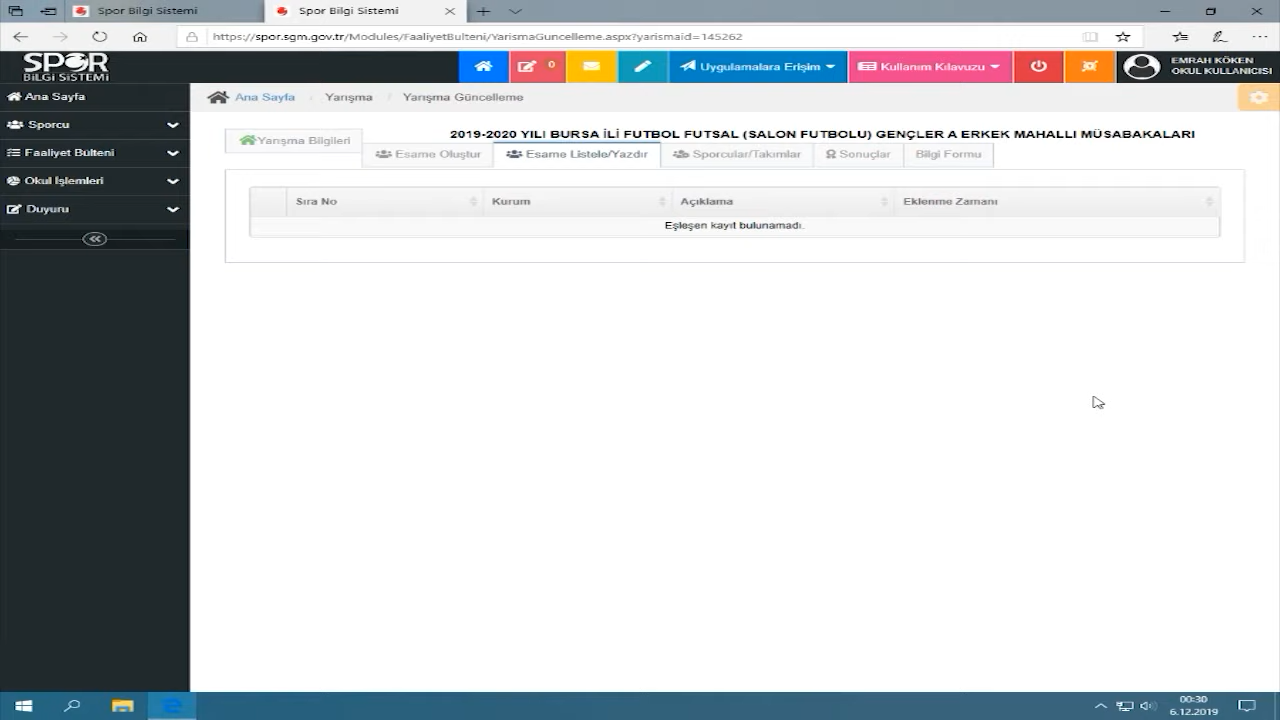 Spor Bilgi Sistemi
Spor Bilgi Sistemi
https://spor.sgm.gov.tr/Modules/FaaliyetBulteni/YarismaGuncelleme.aspx?yarismaid=145262
SPOR
BİLGİ SİSTEMİ
0
Uygulamalara Erişim
Kullanım Kılavuzu
EMRAH KÖKEN
OKUL KULLANICISI
Ana Sayfa
Sporcu
Faaliyet Bülteni
Okul İşlemleri
Duyuru
Ana Sayfa / Yarışma / Yarışma Güncelleme
2019-2020 YILI BURSA İLİ FUTBOL FUTSAL (SALON FUTBOLU) GENÇLER A ERKEK MAHALLİ MÜSABAKALARI
Yarışma Bilgileri
Esame Oluştur
Esame Listele/Yazdır
Sporcular/Takımlar
Sonuçlar
Bilgi Formu
Sıra No
Kurum
Açıklama
Eklenme Zamanı
Eşleşen kayıt bulunamadı.
00:30
6.12.2019